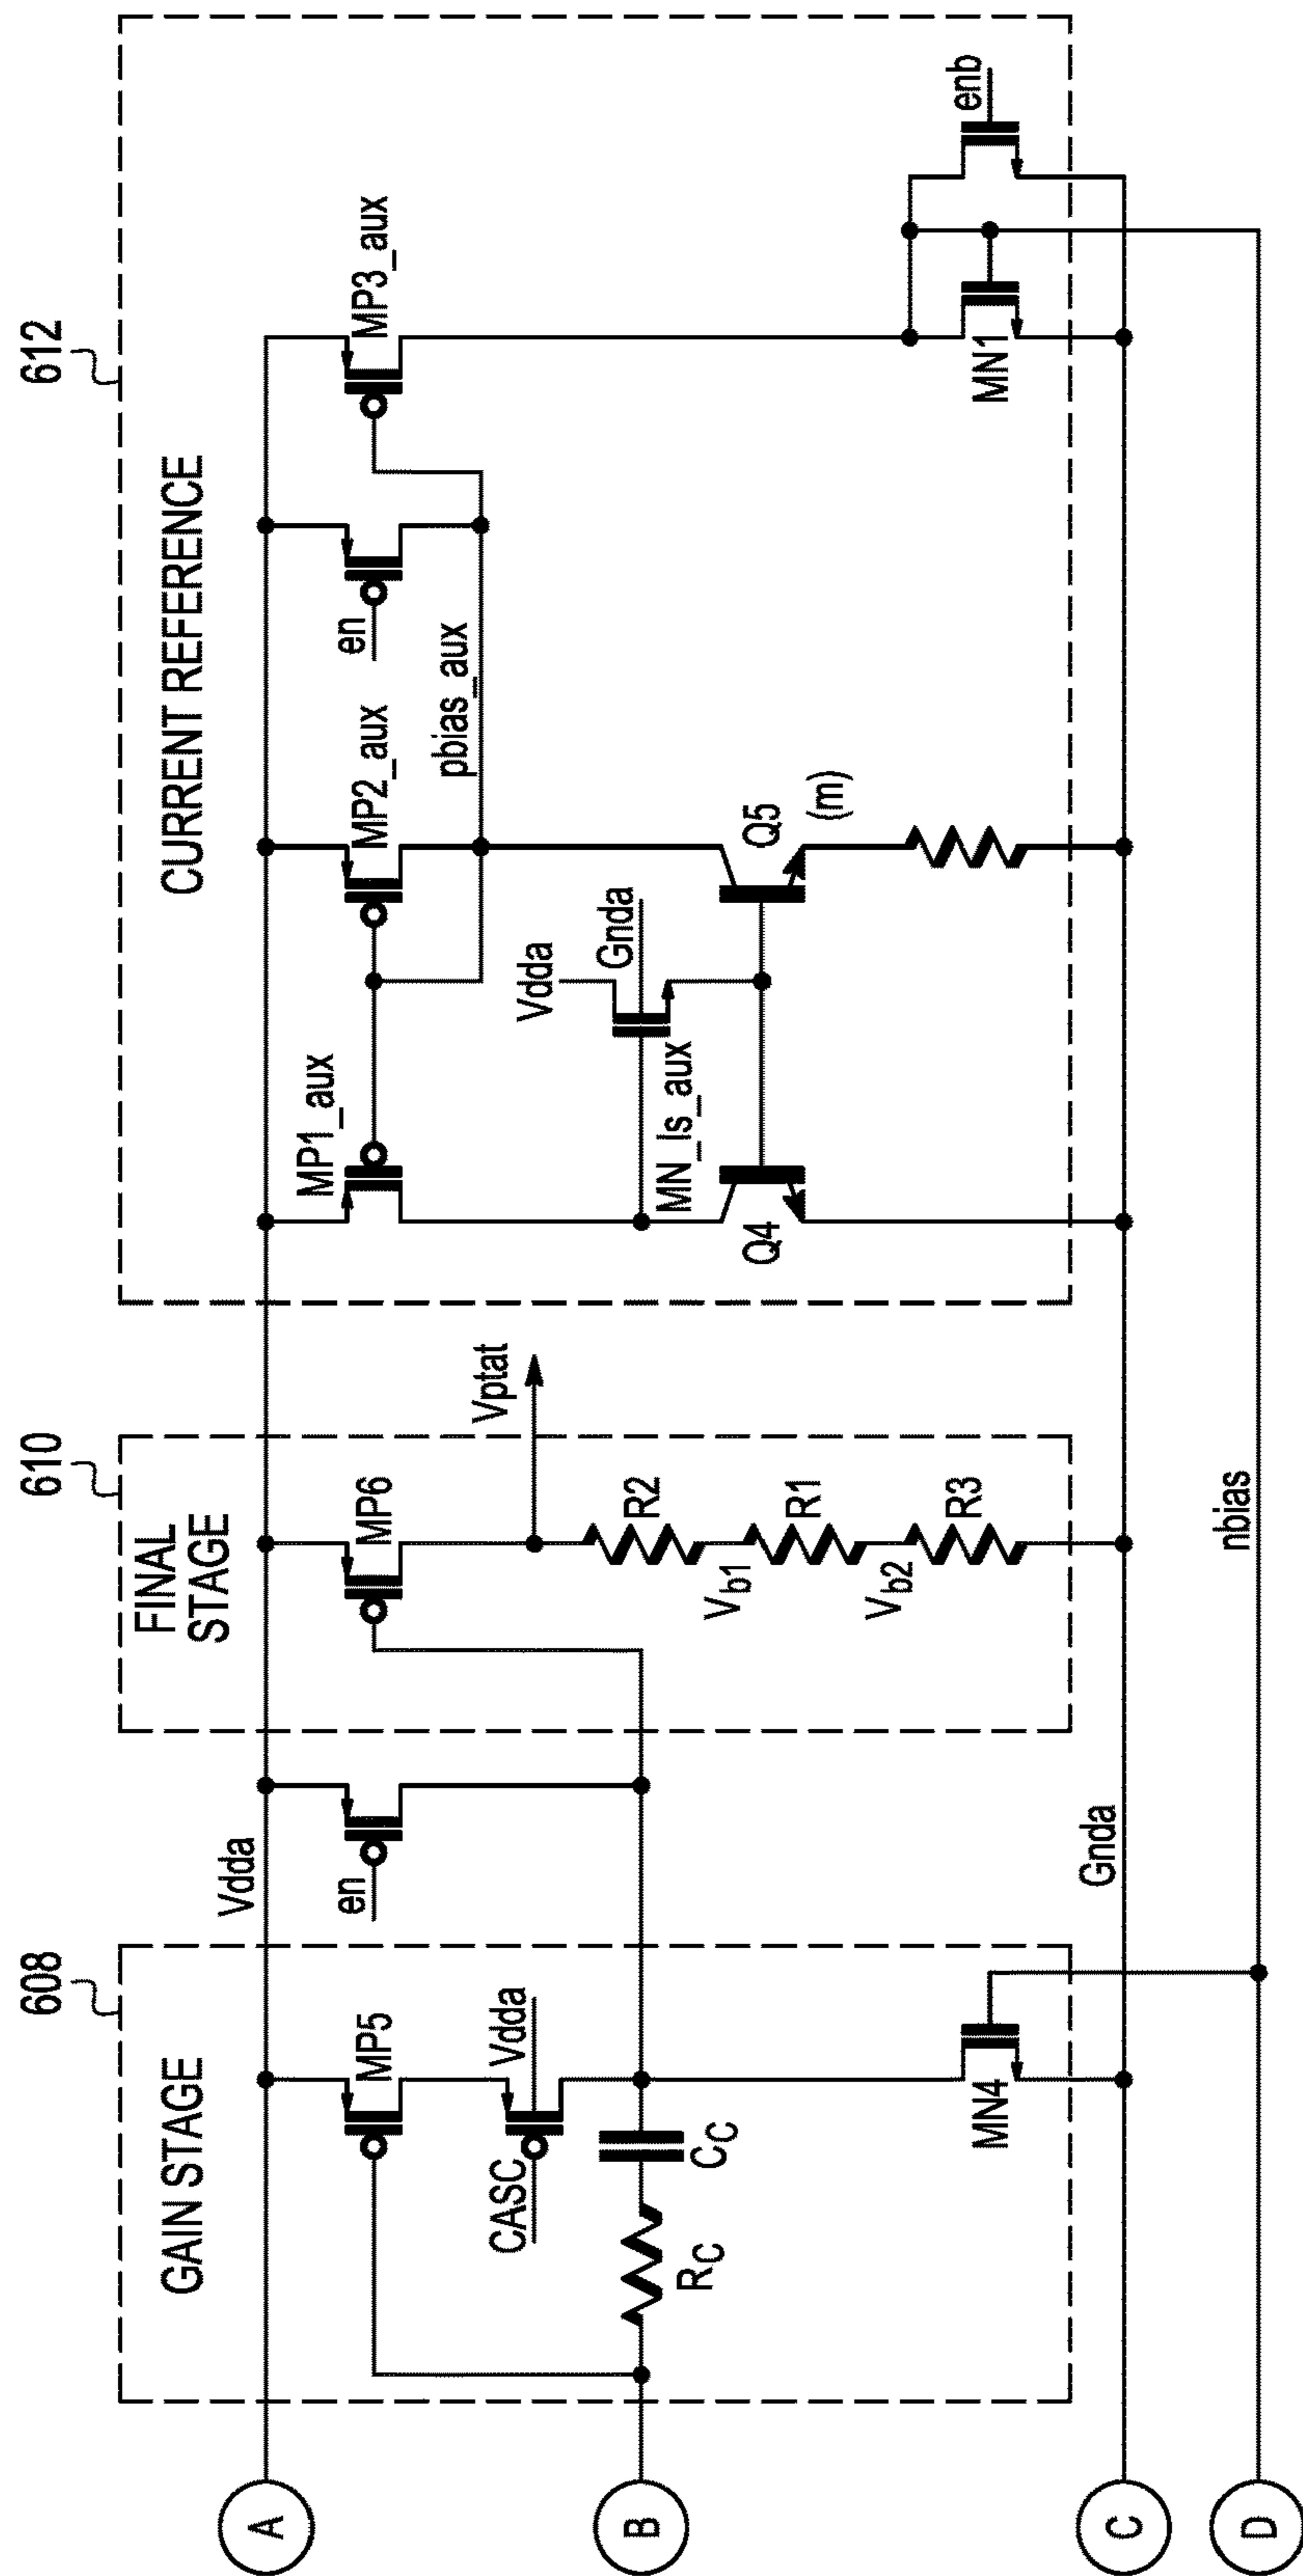 608
610
612
GAIN STAGE
FINAL
STAGE
CURRENT REFERENCE
A
Vdda
MP5
en
MP6
MP1_aux
MP2_aux
en
MP3_aux
CASC
Vdda
Vptat
pbias_aux
Vdda
Gnda
B
RC
CC
R2
Vb1
R1
Vb2
R3
MN_ls_aux
Q4
Q5
(m)
MN4
MN1
enb
C
Gnda
D
nbias